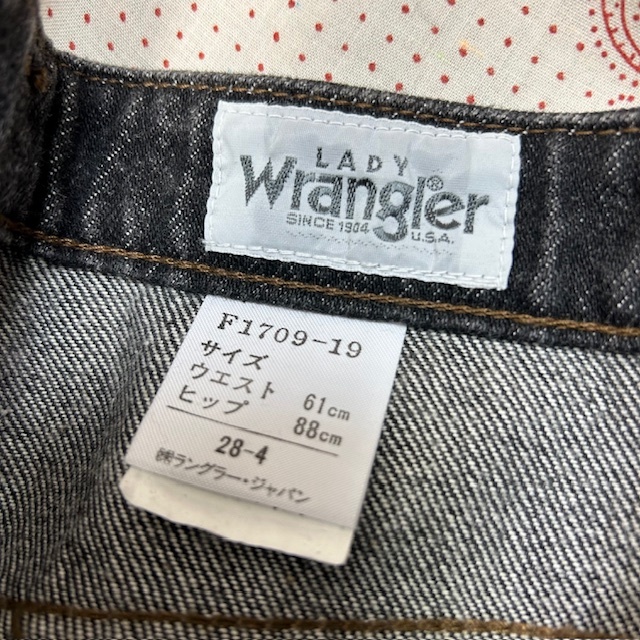 LADY
Wrangler®
SINCE 1904
U.S.A.
F1709-19
サイズ
ウエスト 61cm
ヒップ 88cm
28-4
㈱ラングラー・ジャパン